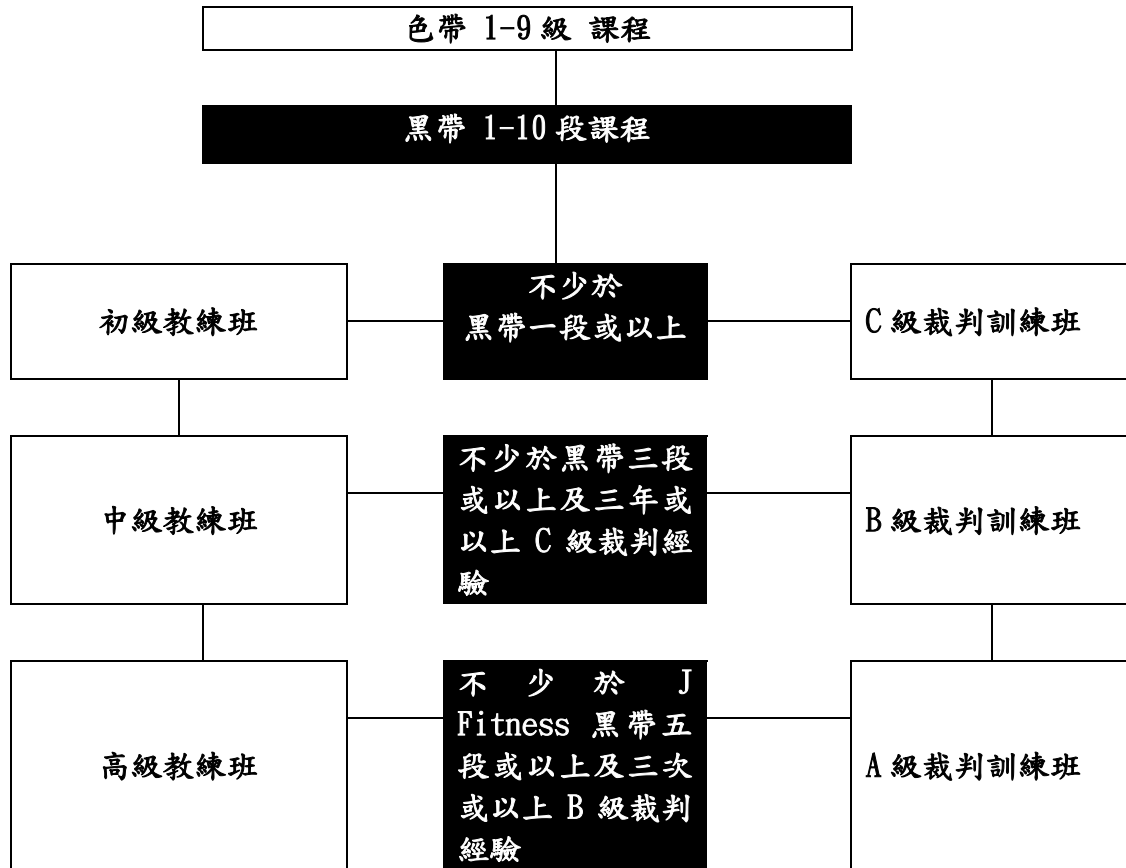 色帶 1-9級 課程
黑帶 1-10段課程
初級教練班
不少於
黑帶一段或以上
C級裁判訓練班
中級教練班
不少於黑帶三段
或以上及三年或
以上 C 級裁判經
驗
B級裁判訓練班
高級教練班
不少於 J
Fitness 黑帶五
段或以上及三次
或以上 B 級裁判
經驗
A級裁判訓練班